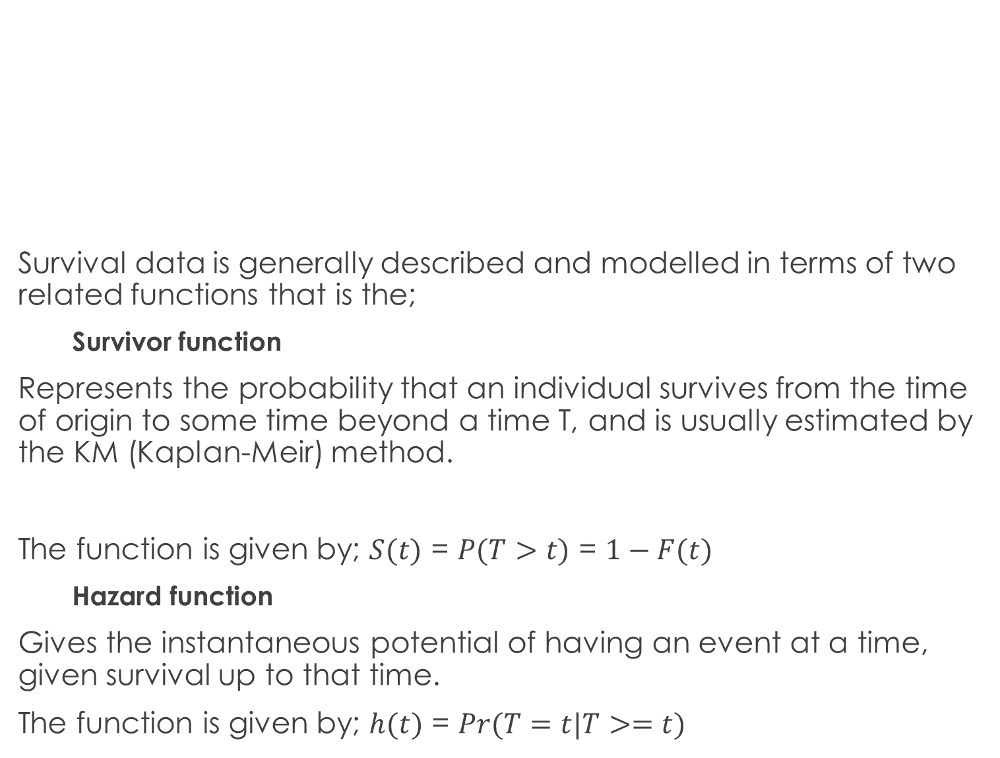 Survival data is generally described and modelled in terms of two
related functions that is the;
Survivor function
Represents the probability that an individual survives from the time
of origin to some time beyond a time T, and is usually estimated by
the KM (Kaplan-Meir) method.
The function is given by; S(t) = P(T > t) = 1 − F(t)
Hazard function
Gives the instantaneous potential of having an event at a time,
given survival up to that time.
The function is given by; h(t) = Pr(T = t|T >= t)